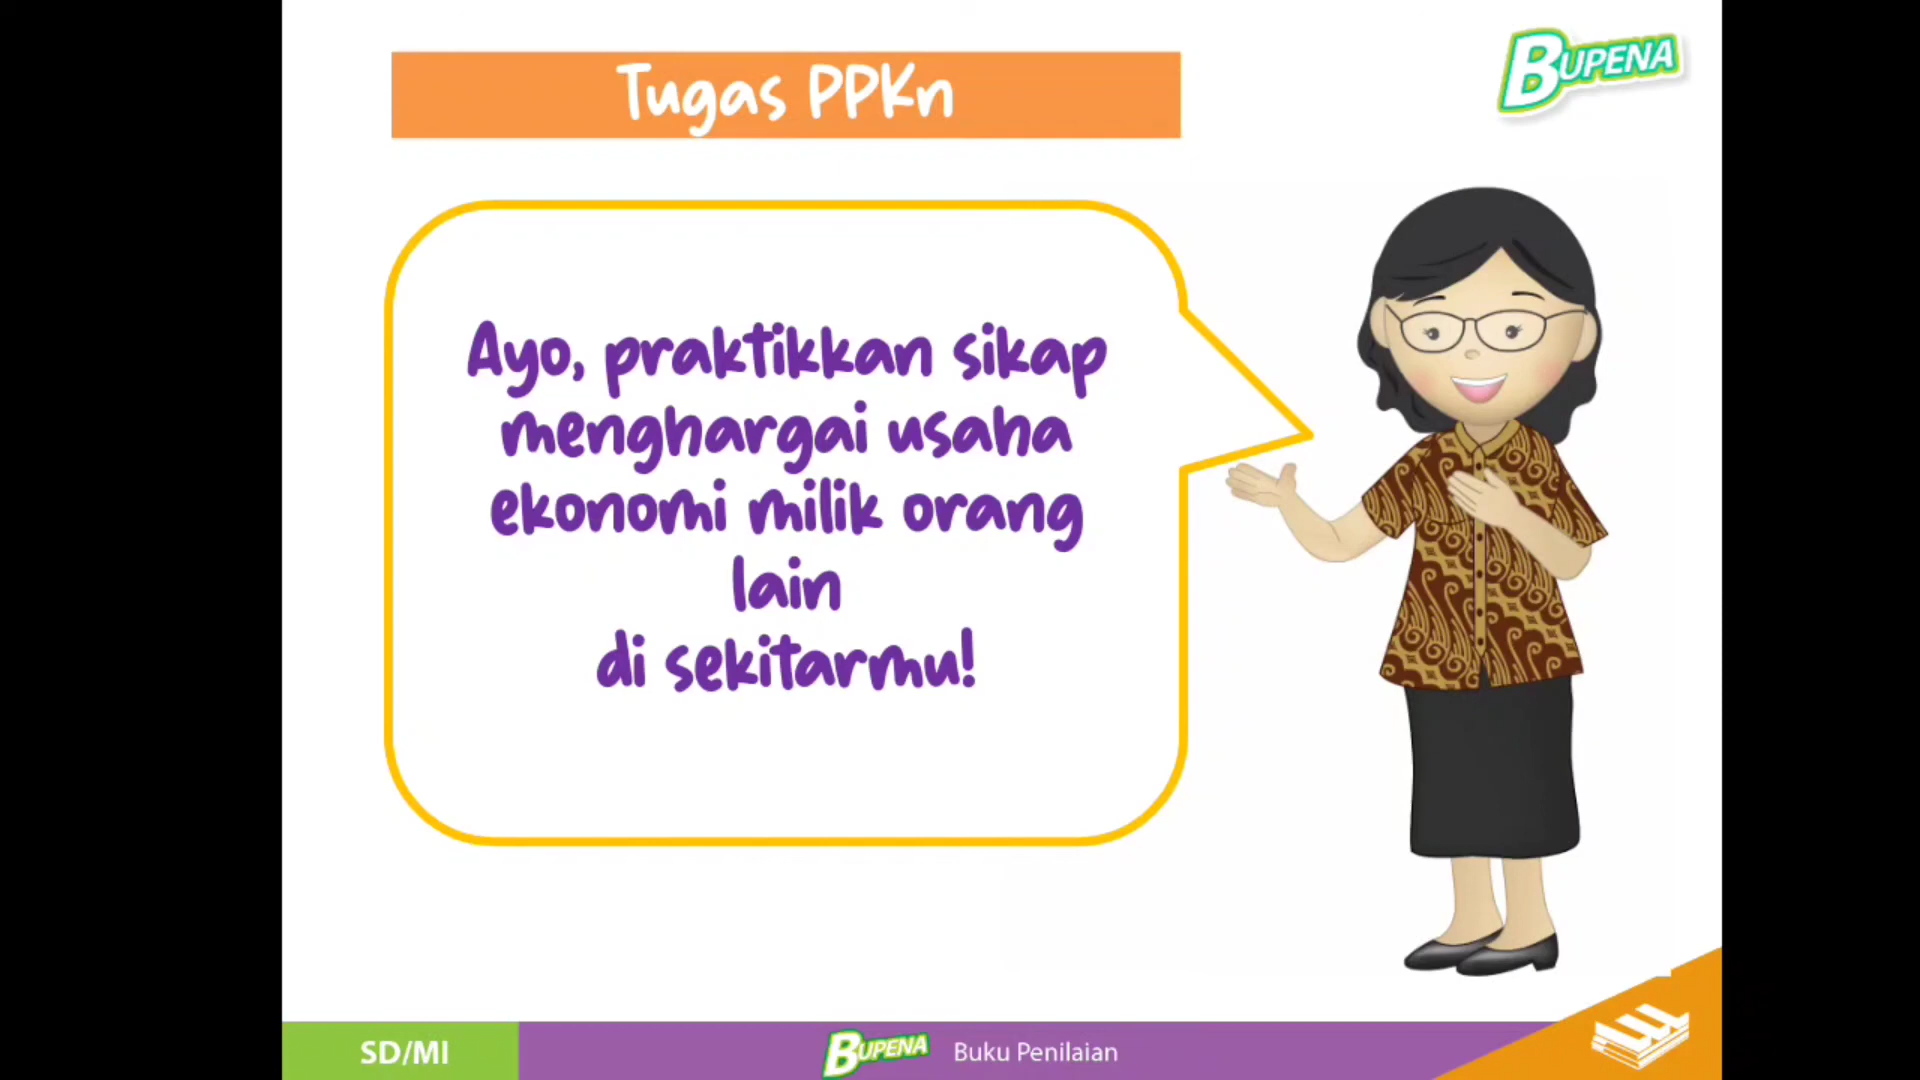 Tugas PPKn
BUPENA
Ayo, praktikkan sikap
menghargai usaha
ekonomi milik orang
lain
di sekitarmu!
SD/MI
BUPENA
Buku Penilaian